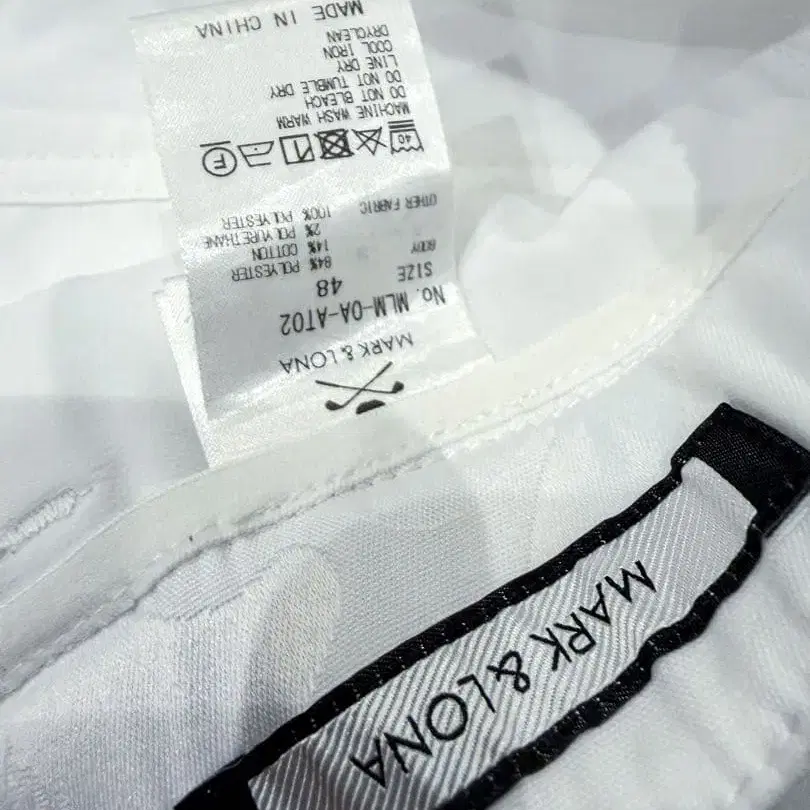 MARK & LONA
No. MLM-OA-AT02
SIZE 48
BODY 84% POLYESTER
14% COTTON
2% POLYURETHANE
OTHER FABRIC 100% POLYESTER
40
F
MACHINE WASH WARM
DO NOT BLEACH
DO NOT TUMBLE DRY
LINE DRY
COOL IRON
DRYCLEAN
MADE IN CHINA
MARK & LONA